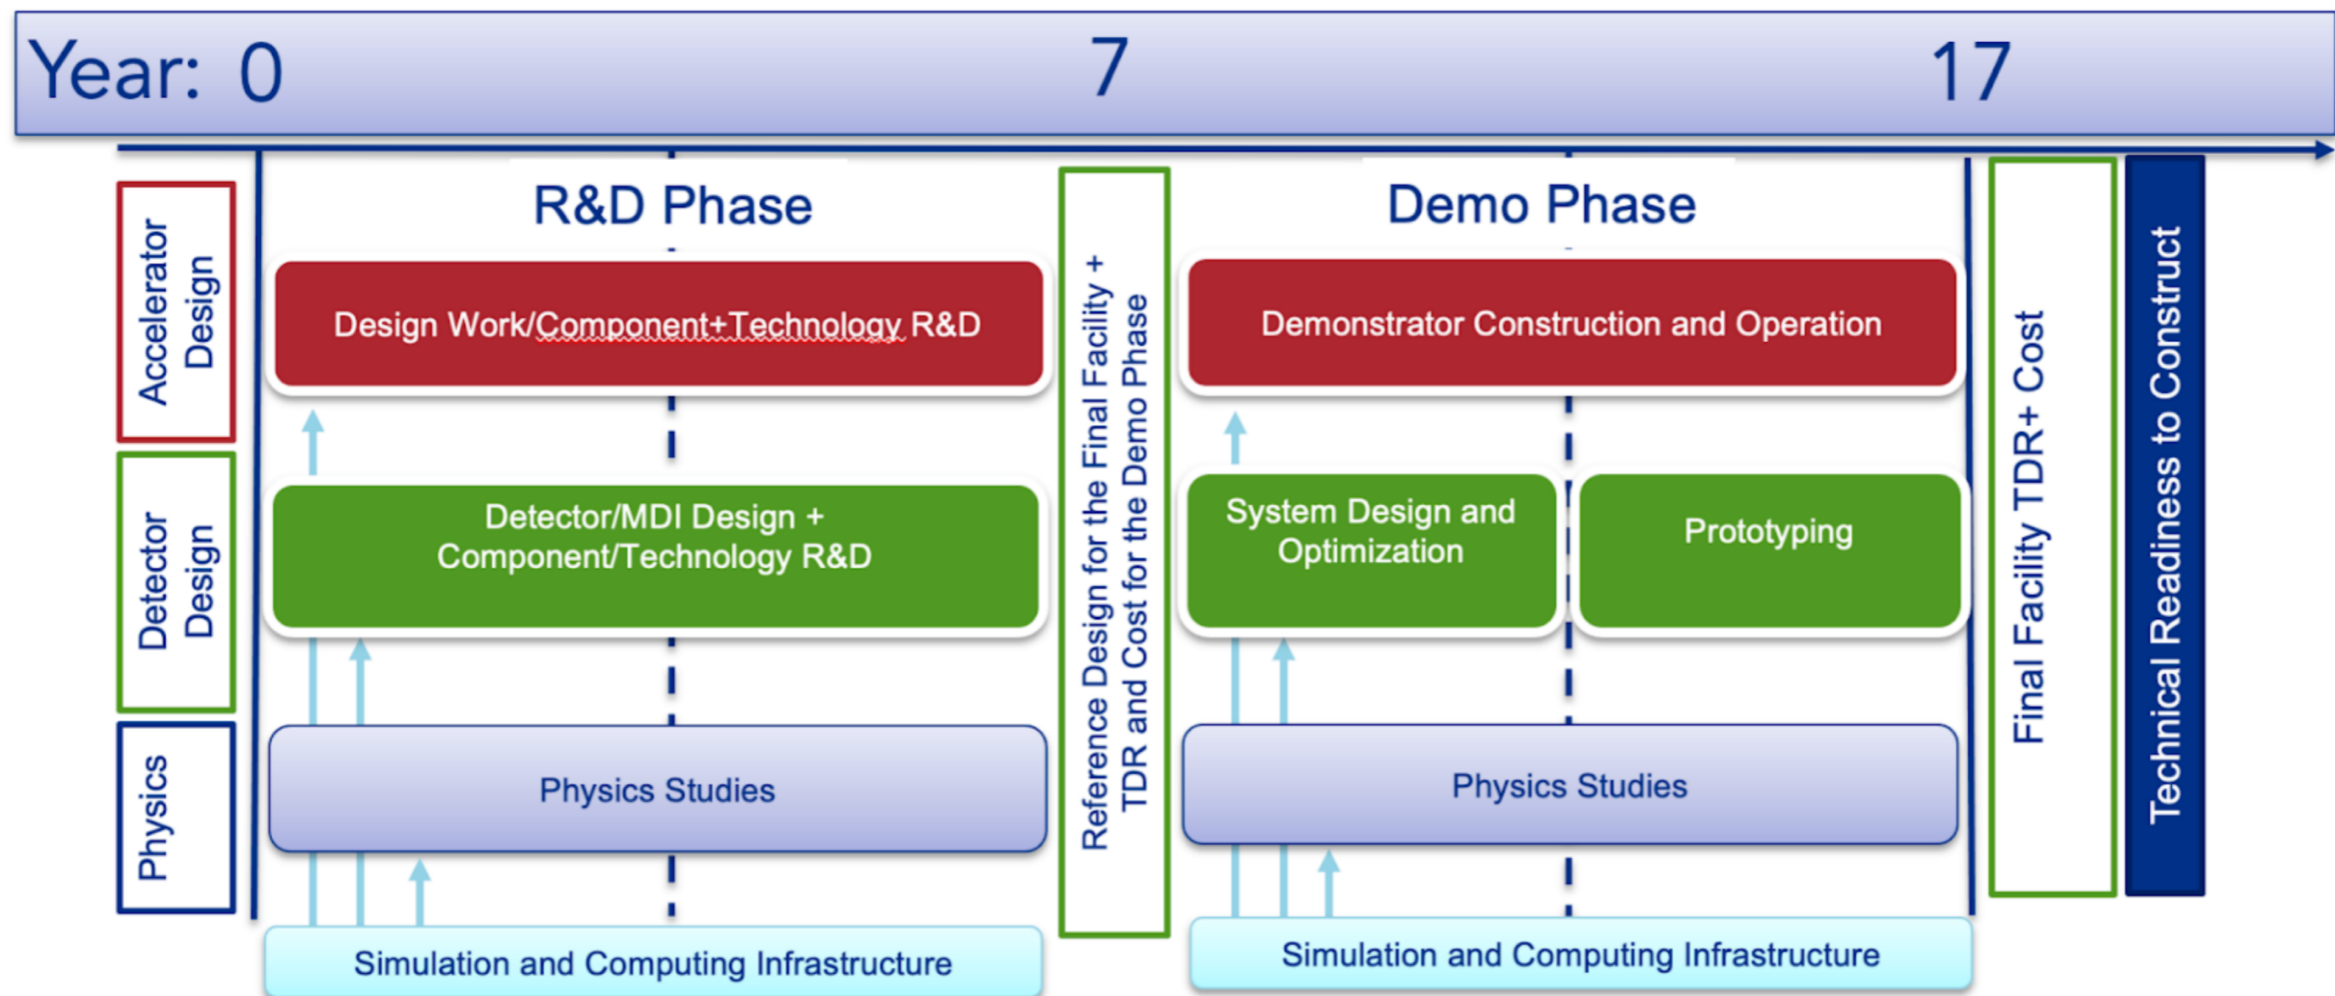 Year: 0 7 17
R&D Phase
Demo Phase
Accelerator
Design
Design Work/Component+Technology R&D
Demonstrator Construction and Operation
Detector
Design
Detector/MDI Design +
Component/Technology R&D
System Design and
Optimization
Prototyping
Physics
Physics Studies
Physics Studies
Simulation and Computing Infrastructure
Simulation and Computing Infrastructure
Reference Design for the Final Facility +
TDR and Cost for the Demo Phase
Final Facility TDR+ Cost
Technical Readiness to Construct